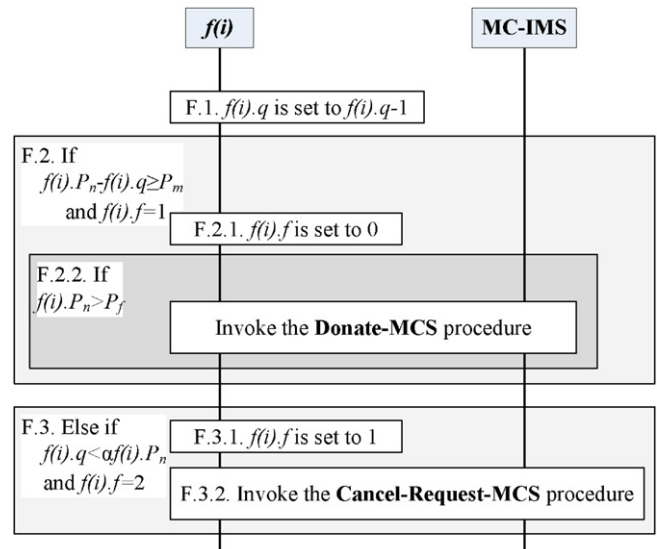 f(i)
MC-IMS
F.1. f(i).q is set to f(i).q-1
F.2. If
f(i).Pn-f(i).q≥Pm
and f(i).f=1
F.2.1. f(i).f is set to 0
F.2.2. If
f(i).Pn>Pf
Invoke the Donate-MCS procedure
F.3. Else if
f(i).q<αf(i).Pn
and f(i).f=2
F.3.1. f(i).f is set to 1
F.3.2. Invoke the Cancel-Request-MCS procedure